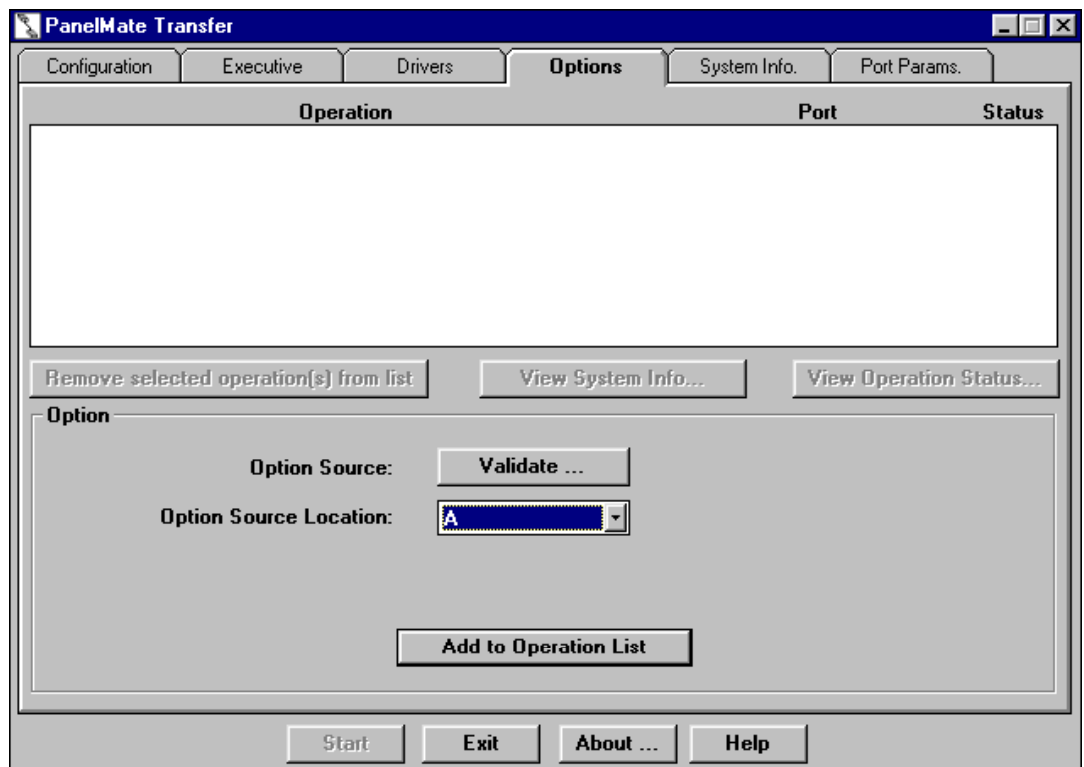 PanelMate Transfer
Configuration Executive Drivers Options System Info. Port Params.
Operation Port Status
Remove selected operation(s) from list View System Info... View Operation Status...
Option
Option Source: Validate ...
Option Source Location: A
Add to Operation List
Start Exit About ... Help